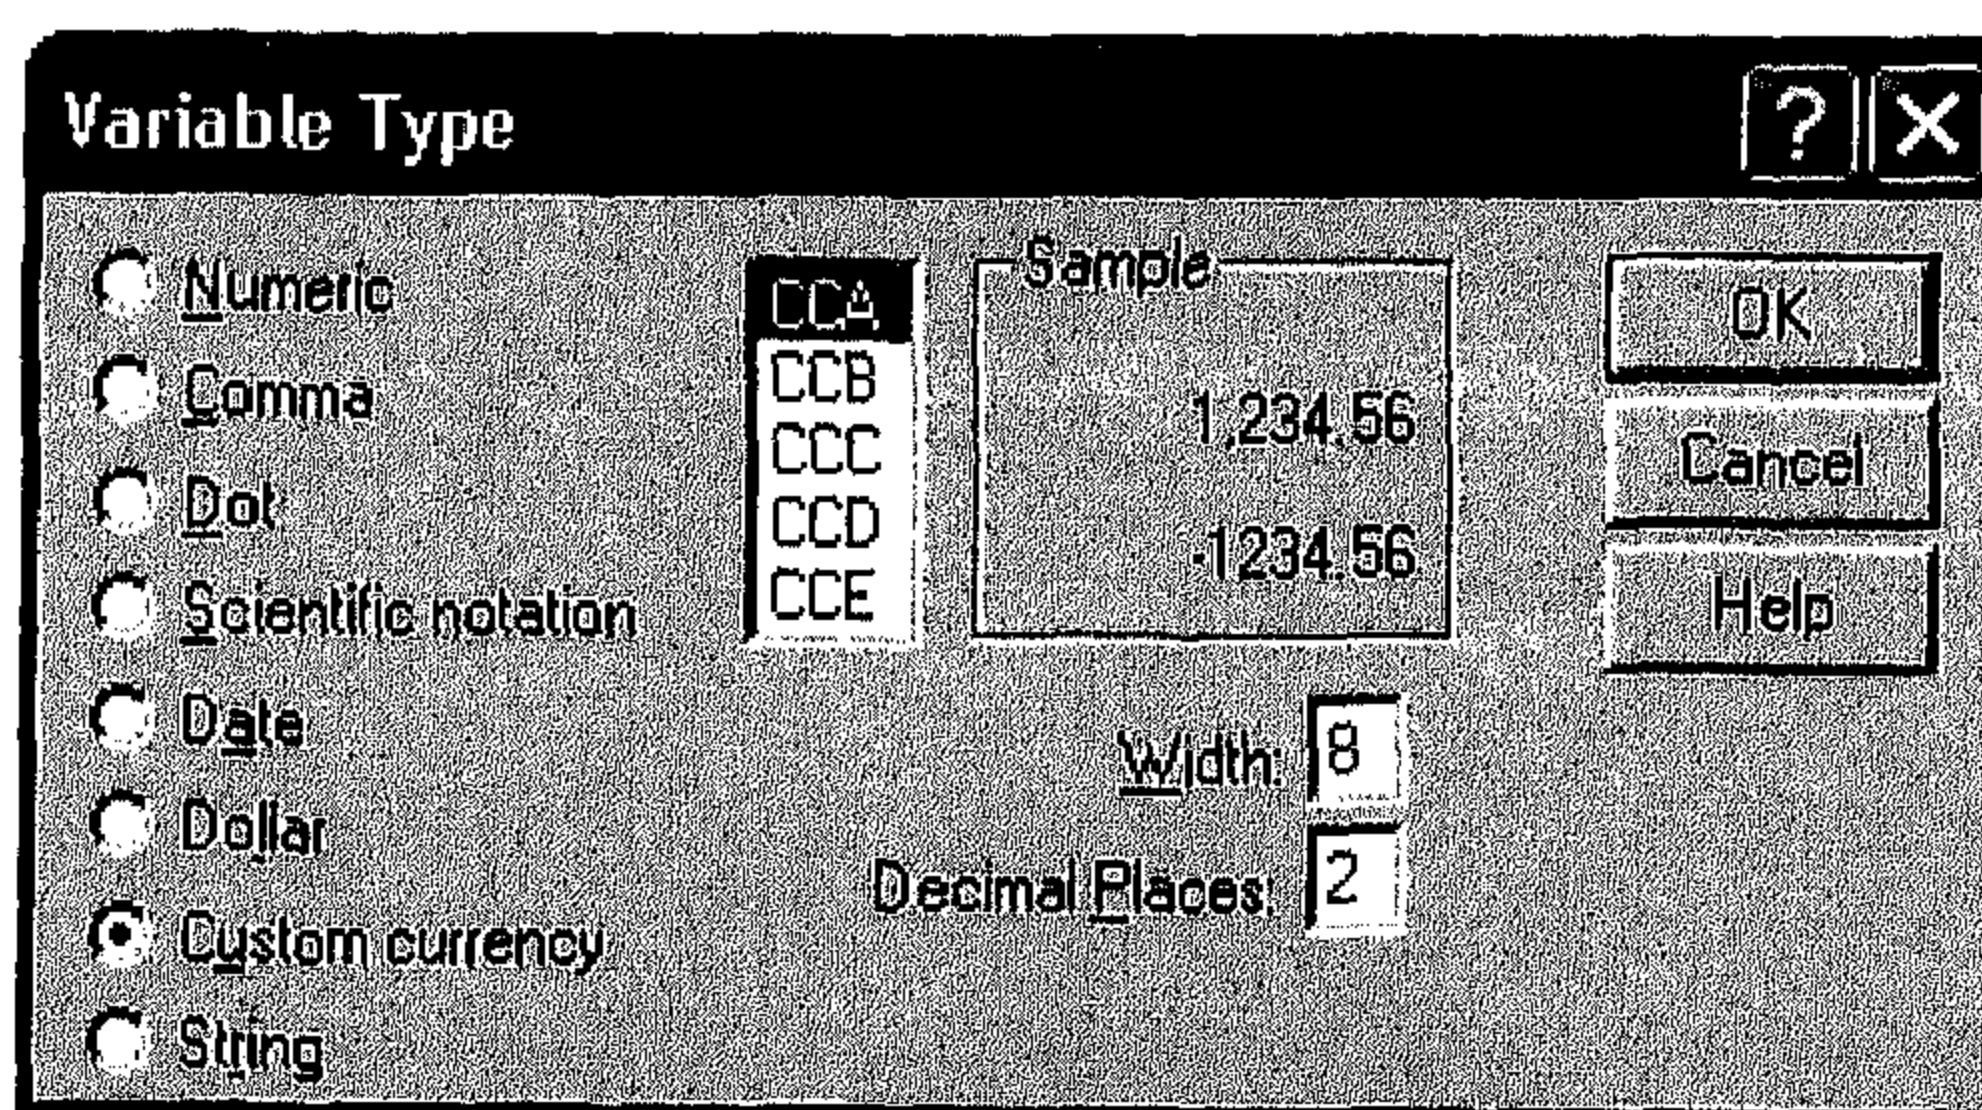 Variable Type
? X
Numeric
Comma
Dot
Scientific notation
Date
Dollar
Custom currency
String
CCA
CCB
CCC
CCD
CCE
Sample
1,234.56
-1234.56
Width: 8
Decimal Places: 2
OK
Cancel
Help